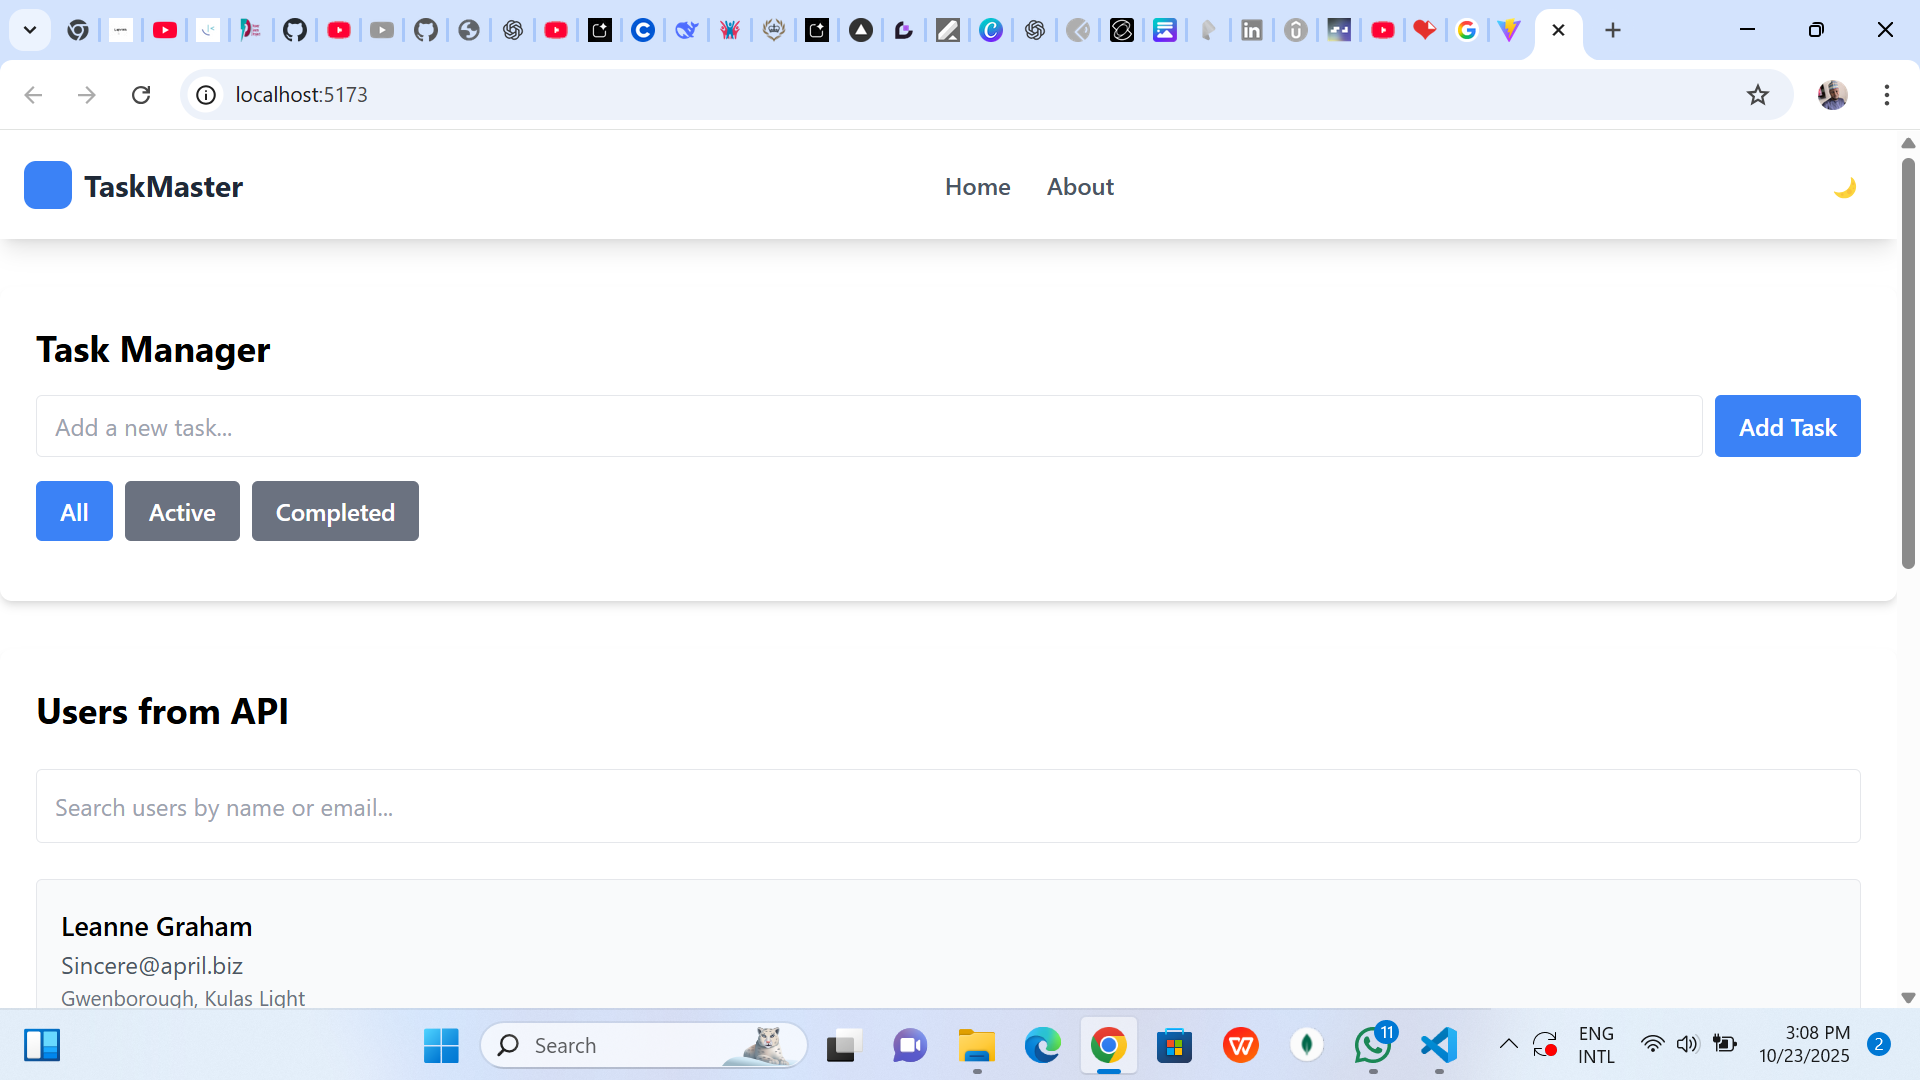 localhost:5173
TaskMaster
Home About
Task Manager
Add a new task...
Add Task
All Active Completed
Users from API
Search users by name or email...
Leanne Graham
Sincere@april.biz
Gwenborough, Kulas Light
Search
11
ENG
INTL
3:08 PM
10/23/2025
2